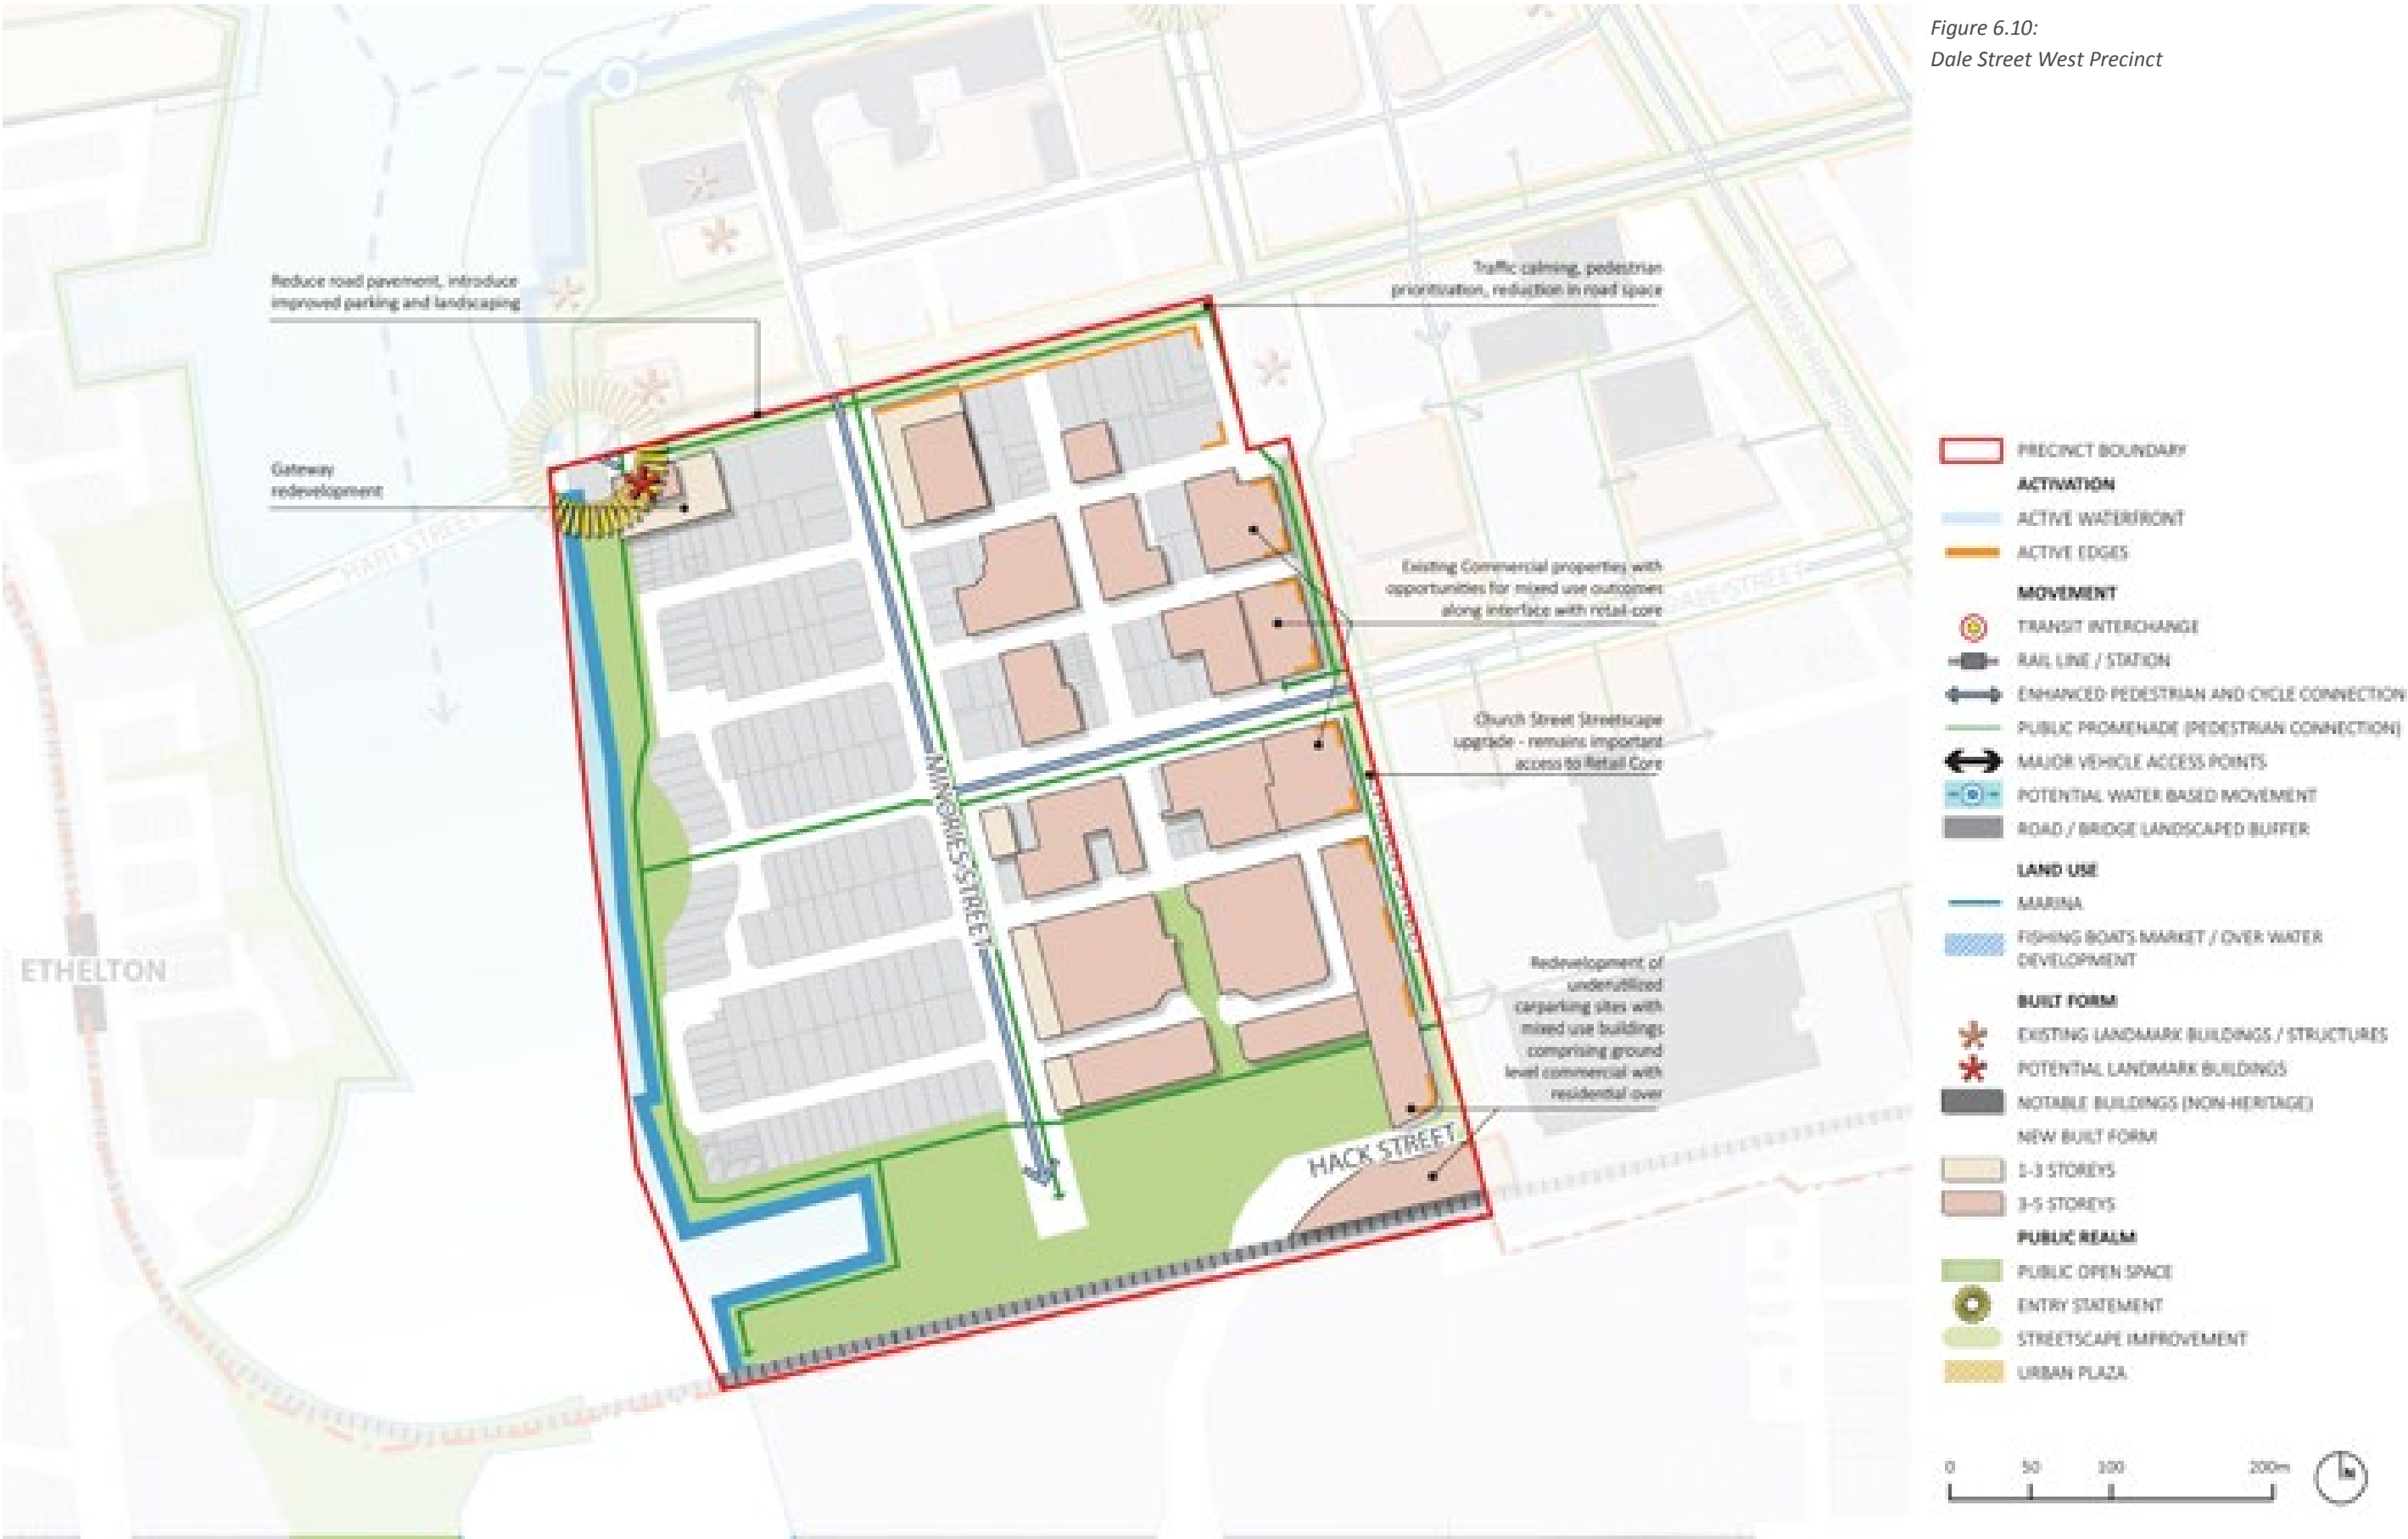 Figure 6.10:
Dale Street West Precinct
Reduce road pavement, introduce
improved parking and landscaping
Traffic calming, pedestrian
prioritization, reduction in road space
Gateway
redevelopment
HART STREET
Existing Commercial properties with
opportunities for mixed use outcomes
along interface with retail core
DALE STREET
Church Street Streetscape
upgrade - remains important
access to Retail Core
MINORIES STREET
ETHELTON
Redevelopment of
underutilized
carparking sites with
mixed use buildings
comprising ground
level commercial with
residential over
HACK STREET
PRECINCT BOUNDARY
ACTIVATION
ACTIVE WATERFRONT
ACTIVE EDGES
MOVEMENT
TRANSIT INTERCHANGE
RAIL LINE / STATION
ENHANCED PEDESTRIAN AND CYCLE CONNECTION
PUBLIC PROMENADE (PEDESTRIAN CONNECTION)
MAJOR VEHICLE ACCESS POINTS
POTENTIAL WATER BASED MOVEMENT
ROAD / BRIDGE LANDSCAPED BUFFER
LAND USE
MARINA
FISHING BOATS MARKET / OVER WATER
DEVELOPMENT
BUILT FORM
EXISTING LANDMARK BUILDINGS / STRUCTURES
POTENTIAL LANDMARK BUILDINGS
NOTABLE BUILDINGS (NON-HERITAGE)
NEW BUILT FORM
1-3 STOREYS
3-5 STOREYS
PUBLIC REALM
PUBLIC OPEN SPACE
ENTRY STATEMENT
STREETSCAPE IMPROVEMENT
URBAN PLAZA
0 50 100 200m
N